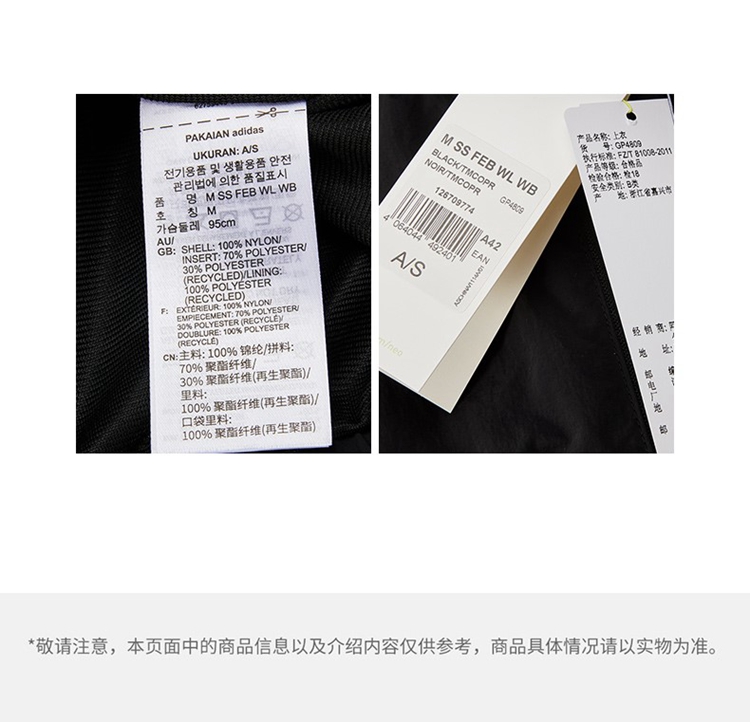 PAKAIAN adidas
UKURAN: A/S
전기용품 및 생활용품 안전
관리법에 의한 품질표시
품 명 M SS FEB WL WB
호 칭 M
가슴둘레 95cm
AU/
GB: SHELL: 100% NYLON/
INSERT: 70% POLYESTER/
30% POLYESTER
(RECYCLED)/LINING:
100% POLYESTER
(RECYCLED)
F: EXTÉRIEUR: 100% NYLON/
EMPIECEMENT: 70% POLYESTER/
30% POLYESTER (RECYCLÉ)/
DOUBLURE: 100% POLYESTER
(RECYCLÉ)
CN: 主料: 100% 锦纶/拼料:
70% 聚酯纤维/
30% 聚酯纤维(再生聚酯)/
里料:
100% 聚酯纤维(再生聚酯)/
口袋里料:
100% 聚酯纤维(再生聚酯)
M SS FEB WL WB
BLACK/TMCOPR
NOIR/TMCOPR
126709774 GP4809
4 064044 492401
A42
EAN
A/S
m/neo
产品名称: 上衣
货 号: GP4809
执行标准: FZ/T 81008-2011
产品等级: 合格品
检验合格: 检18
安全类别: B类
产 地: 浙江省嘉兴市
经 销 商:
地 址:
邮
电
厂
地
邮
*敬请注意，本页面中的商品信息以及介绍内容仅供参考，商品具体情况请以实物为准。